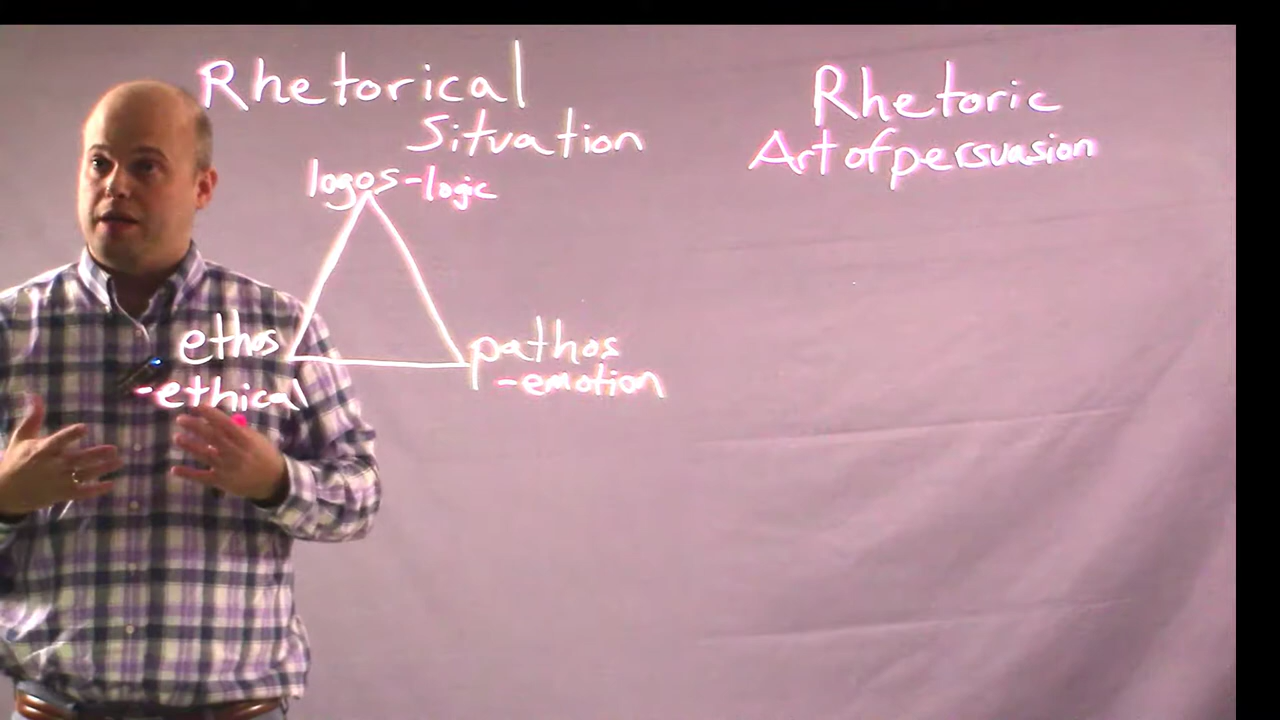 Rhetorical
Situation
logos-logic
ethos
-ethical
pathos
-emotion
Rhetoric
Art of persuasion